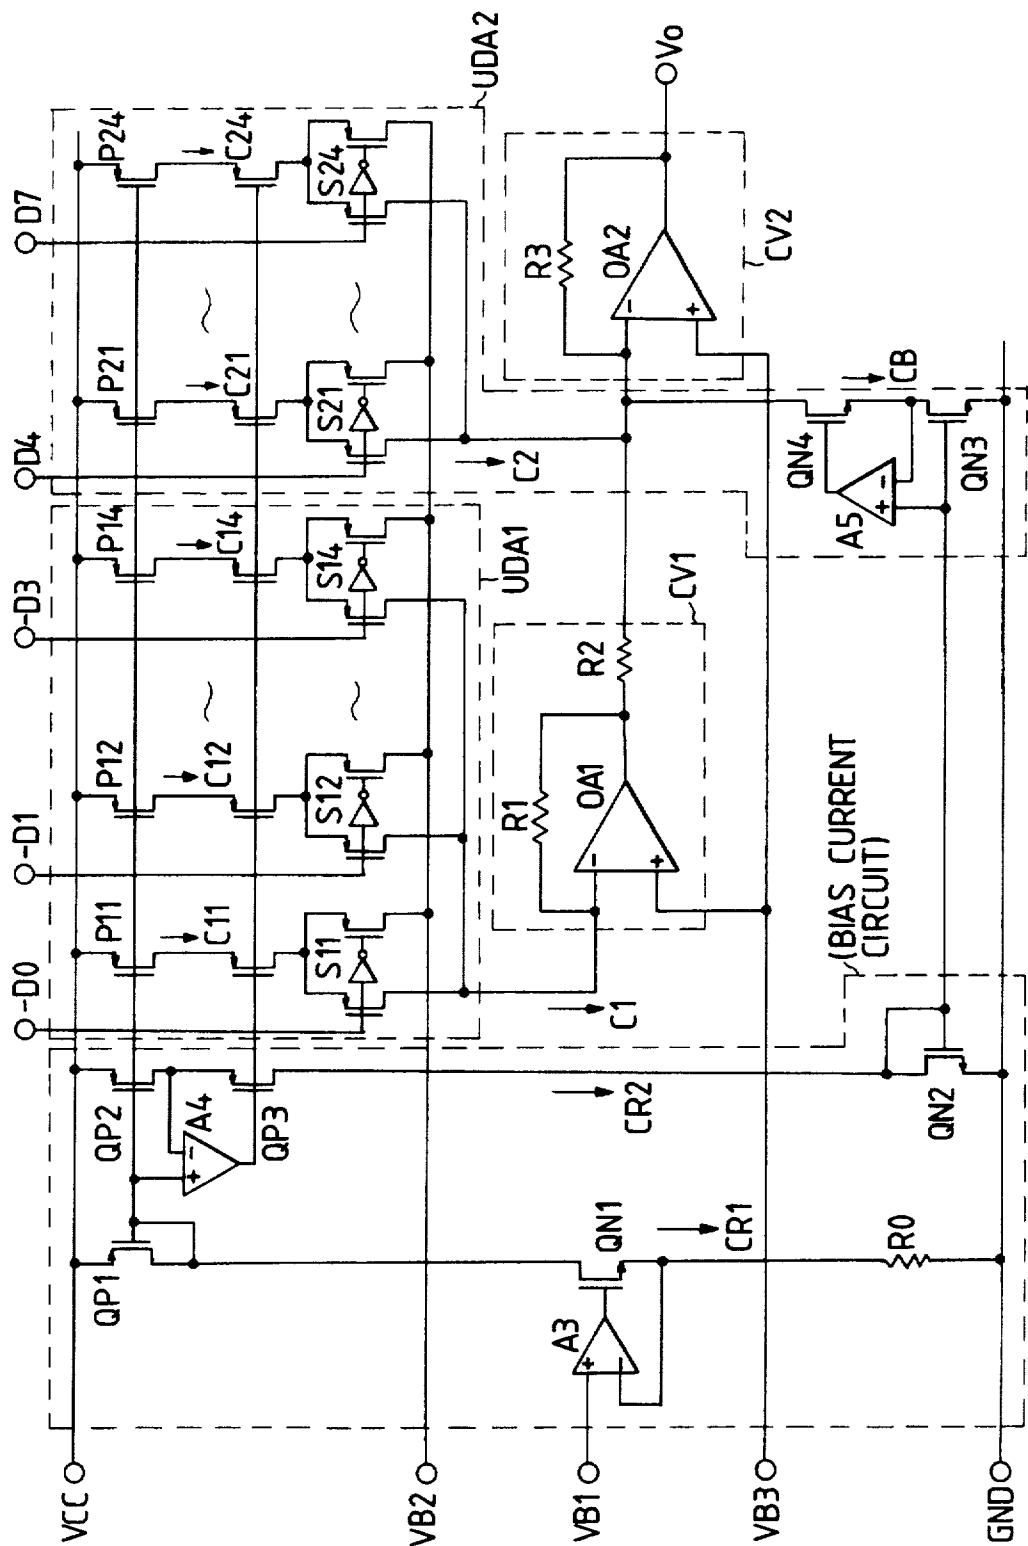 -D0
-D1
-D3
D4
D7
VCC
QP1
QP2
P11
P12
P14
P21
P24
A4
QP3
C11
C12
C14
C21
C24
S11
S12
S14
S21
S24
UDA1
UDA2
VB2
C1
C2
CV1
CV2
R1
OA1
R2
R3
OA2
Vo
VB1
A3
QN1
CR1
CR2
VB3
R0
QN2
(BIAS CURRENT
CIRCUIT)
A5
QN4
CB
QN3
GND
+
-
+
-
+
-
+
-
+